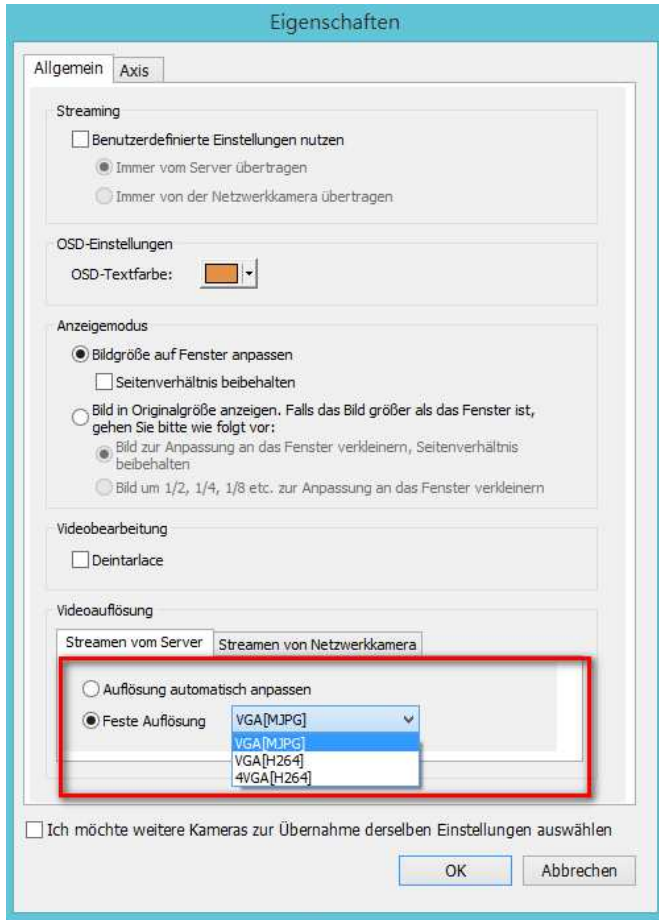 Eigenschaften
Allgemein
Axis
Streaming
Benutzerdefinierte Einstellungen nutzen
Immer vom Server übertragen
Immer von der Netzwerkkamera übertragen
OSD-Einstellungen
OSD-Textfarbe:
Anzeigemodus
Bildgröße auf Fenster anpassen
Seitenverhältnis beibehalten
Bild in Originalgröße anzeigen. Falls das Bild größer als das Fenster ist,
gehen Sie bitte wie folgt vor:
Bild zur Anpassung an das Fenster verkleinern, Seitenverhältnis
beibehalten
Bild um 1/2, 1/4, 1/8 etc. zur Anpassung an das Fenster verkleinern
Videobearbeitung
Deintarlace
Videoauflösung
Streamen vom Server
Streamen von Netzwerkkamera
Auflösung automatisch anpassen
Feste Auflösung
VGA[MJPG]
VGA[MJPG]
VGA[H264]
4VGA[H264]
Ich möchte weitere Kameras zur Übernahme derselben Einstellungen auswählen
OK
Abbrechen